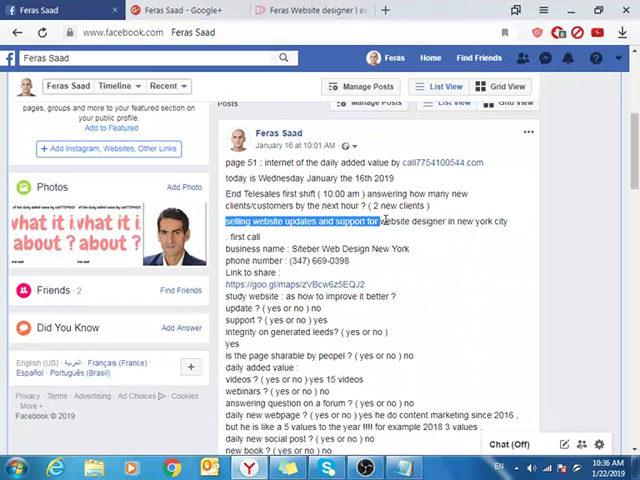 Feras Saad
Feras Saad - Google+
Feras Website designer | ex
www.facebook.com
Feras Saad
Feras Saad
Feras
Home
Find Friends
Feras Saad
Timeline
Recent
Manage Posts
List View
Grid View
pages, groups and more to your featured section on
your public profile.
Add to Featured
+ Add Instagram, Websites, Other Links
Photos
Add Photo
what it i
about ?
what it i
about ?
Friends · 2
Find Friends
Did You Know
Add Answer
English (US) · العربية · Français (France) ·
Español · Português (Brasil)
Privacy · Terms · Advertising · Ad Choices · Cookies ·
More
Facebook © 2019
Posts
Manage Posts
List View
Grid View
Feras Saad
January 16 at 10:01 AM ·
page 51 : internet of the daily added value by call7754100544.com
today is Wednesday January the 16th 2019
End Telesales first shift ( 10:00 am ) answering how many new
clients/customers by the next hour ? ( 2 new clients )
selling website updates and support for website designer in new york city
. first call
business name : Siteber Web Design New York
phone number : (347) 669-0398
Link to share :
https://goo.gl/maps/zVBcw6z5EQJ2
study website : as how to improve it better ?
update ? ( yes or no ) no
support ? ( yes or no ) yes
integrity on generated leeds? ( yes or no )
yes
is the page sharable by peopel ? ( yes or no ) no
daily added value :
videos ? ( yes or no ) yes 15 videos
webinars ? ( yes or no ) no
answering question on a forum ? ( yes or no ) no
daily new webpage ? ( yes or no ) yes he do content marketing since 2016 ,
but he is like a 5 values to the year !!!! for example 2018 3 values .
daily new social post ? ( yes or no ) no
new book ? ( yes or no ) no
Chat (Off)
EN
10:36 AM
1/22/2019